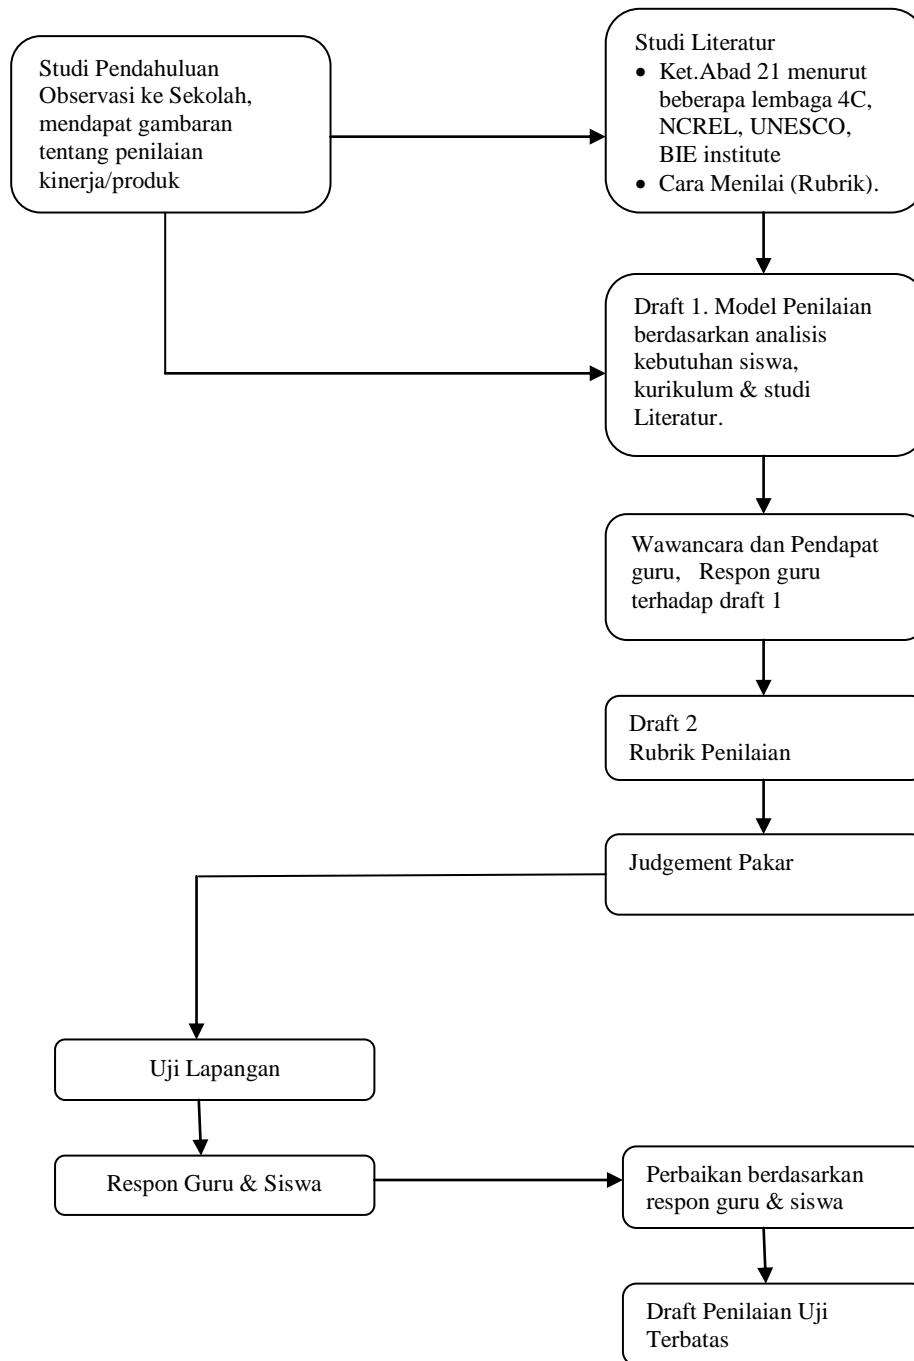 Studi Pendahuluan
Observasi ke Sekolah,
mendapat gambaran
tentang penilaian
kinerja/produk
Studi Literatur
• Ket.Abad 21 menurut
beberapa lembaga 4C,
NCREL, UNESCO,
BIE institute
• Cara Menilai (Rubrik).
Draft 1. Model Penilaian
berdasarkan analisis
kebutuhan siswa,
kurikulum & studi
Literatur.
Wawancara dan Pendapat
guru, Respon guru
terhadap draft 1
Draft 2
Rubrik Penilaian
Judgement Pakar
Uji Lapangan
Respon Guru & Siswa
Perbaikan berdasarkan
respon guru & siswa
Draft Penilaian Uji
Terbatas